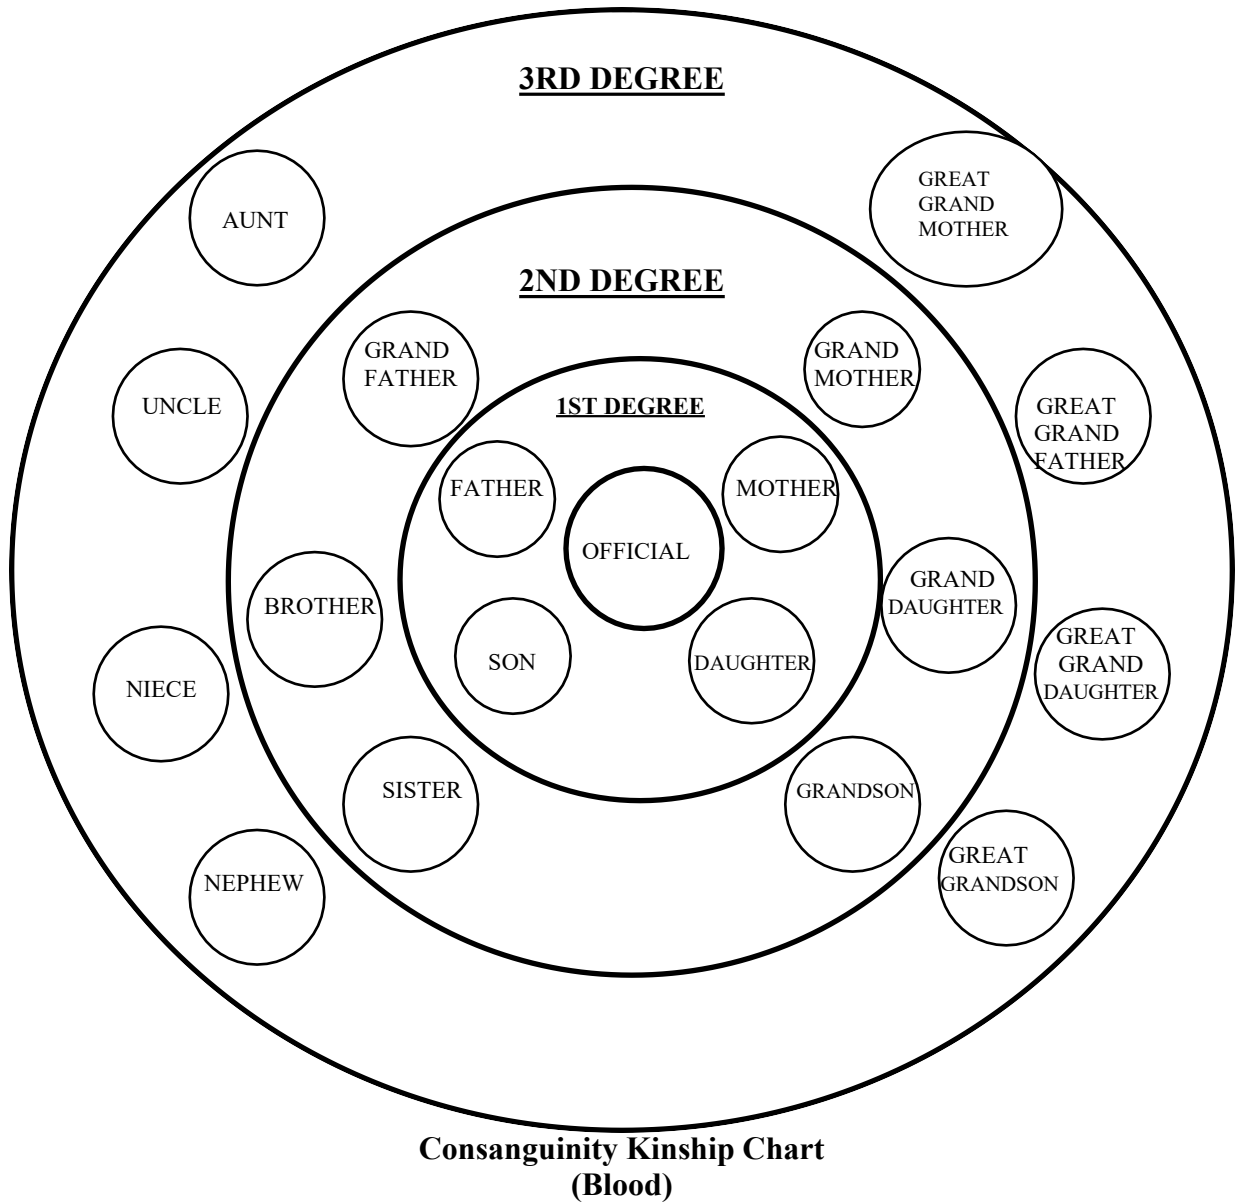 3RD DEGREE
AUNT
GREAT
GRAND
MOTHER
2ND DEGREE
GRAND
FATHER
GRAND
MOTHER
UNCLE
1ST DEGREE
GREAT
GRAND
FATHER
FATHER
MOTHER
OFFICIAL
BROTHER
GRAND
DAUGHTER
SON
DAUGHTER
NIECE
GREAT
GRAND
DAUGHTER
SISTER
GRANDSON
NEPHEW
GREAT
GRANDSON
Consanguinity Kinship Chart
(Blood)